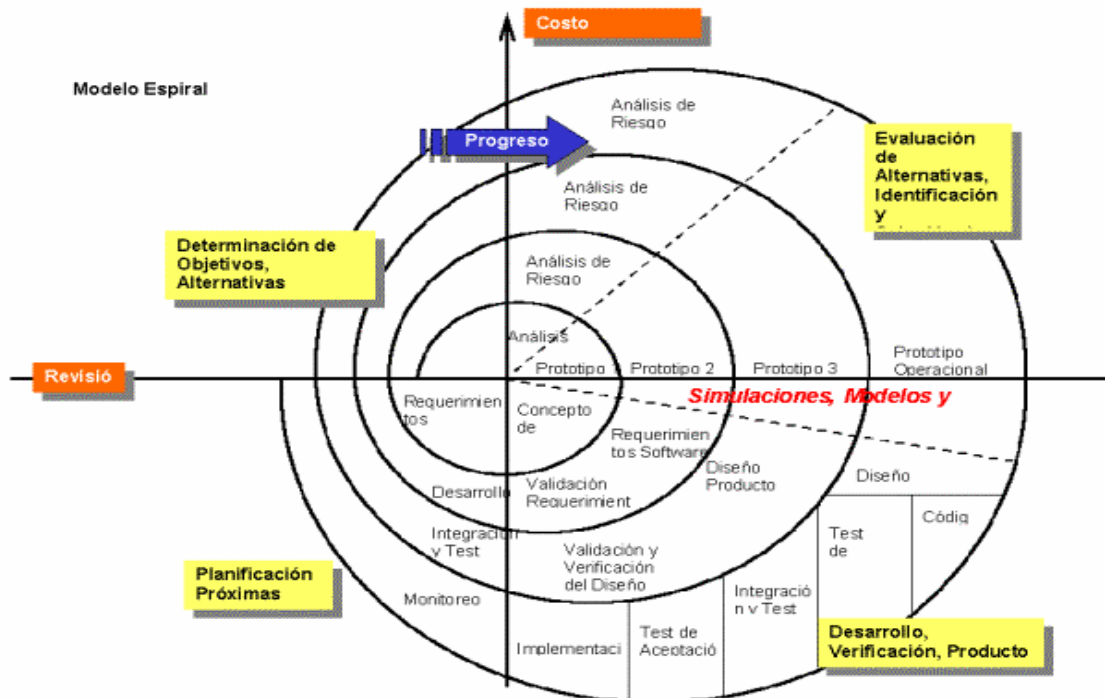 Costo
Modelo Espiral
Análisis de
Riesgo
Progreso
Evaluación
de
Alternativas,
Identificación
y
Análisis de
Riesgo
Determinación de
Objetivos,
Alternativas
Análisis de
Riesgo
Análisis
Prototipo
Prototipo 2
Prototipo 3
Prototipo
Operacional
Revisió
Simulaciones, Modelos y
Requerimien
tos
Concepto
de
Requerimien
tos Software
Diseño
Producto
Diseño
Desarrollo
Validación
Requerimient
Códig
Integración
y Test
Test
de
Validación y
Verificación
del Diseño
Planificación
Próximas
Monitoreo
Integració
n y Test
Implementaci
Test de
Aceptació
Desarrollo,
Verificación, Producto